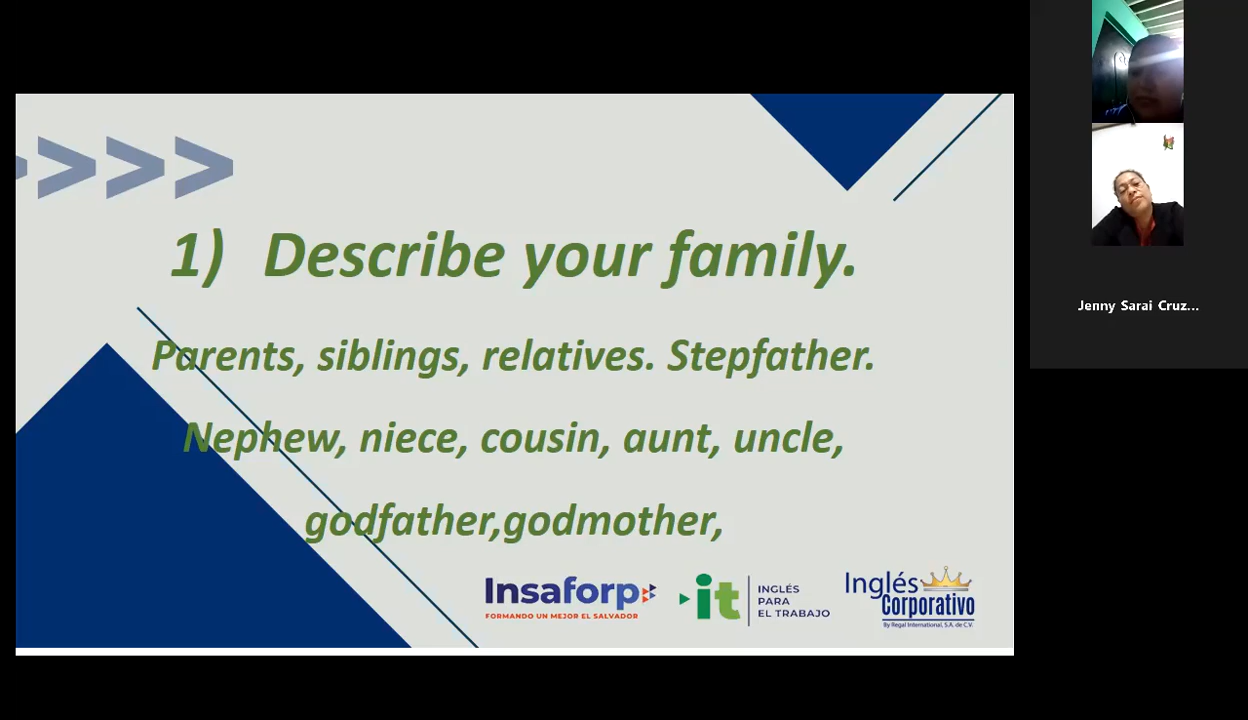 >>>>
1) Describe your family.
Parents, siblings, relatives. Stepfather.
Nephew, niece, cousin, aunt, uncle,
godfather,godmother,
Insaforp
FORMANDO UN MEJOR EL SALVADOR
it
INGLÉS
PARA
EL TRABAJO
Inglés
Corporativo
By Regal International, S.A. de C.V.
Jenny Sarai Cruz...